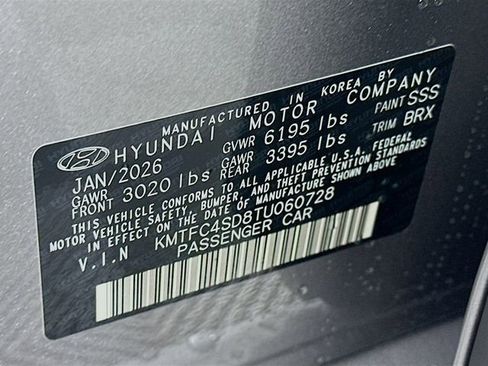 MANUFACTURED IN KOREA BY
HYUNDAI MOTOR COMPANY
JAN/2026 GVWR 6195 lbs PAINT SSS
GAWR FRONT 3020 lbs GAWR REAR 3395 lbs TRIM BRX
THIS VEHICLE CONFORMS TO ALL APPLICABLE U.S.A. FEDERAL
MOTOR VEHICLE SAFETY, BUMPER, AND THEFT PREVENTION STANDARDS
IN EFFECT ON THE DATE OF MANUFACTURE SHOWN ABOVE.
V.I.N KMTFC4SD8TU060728
PASSENGER CAR